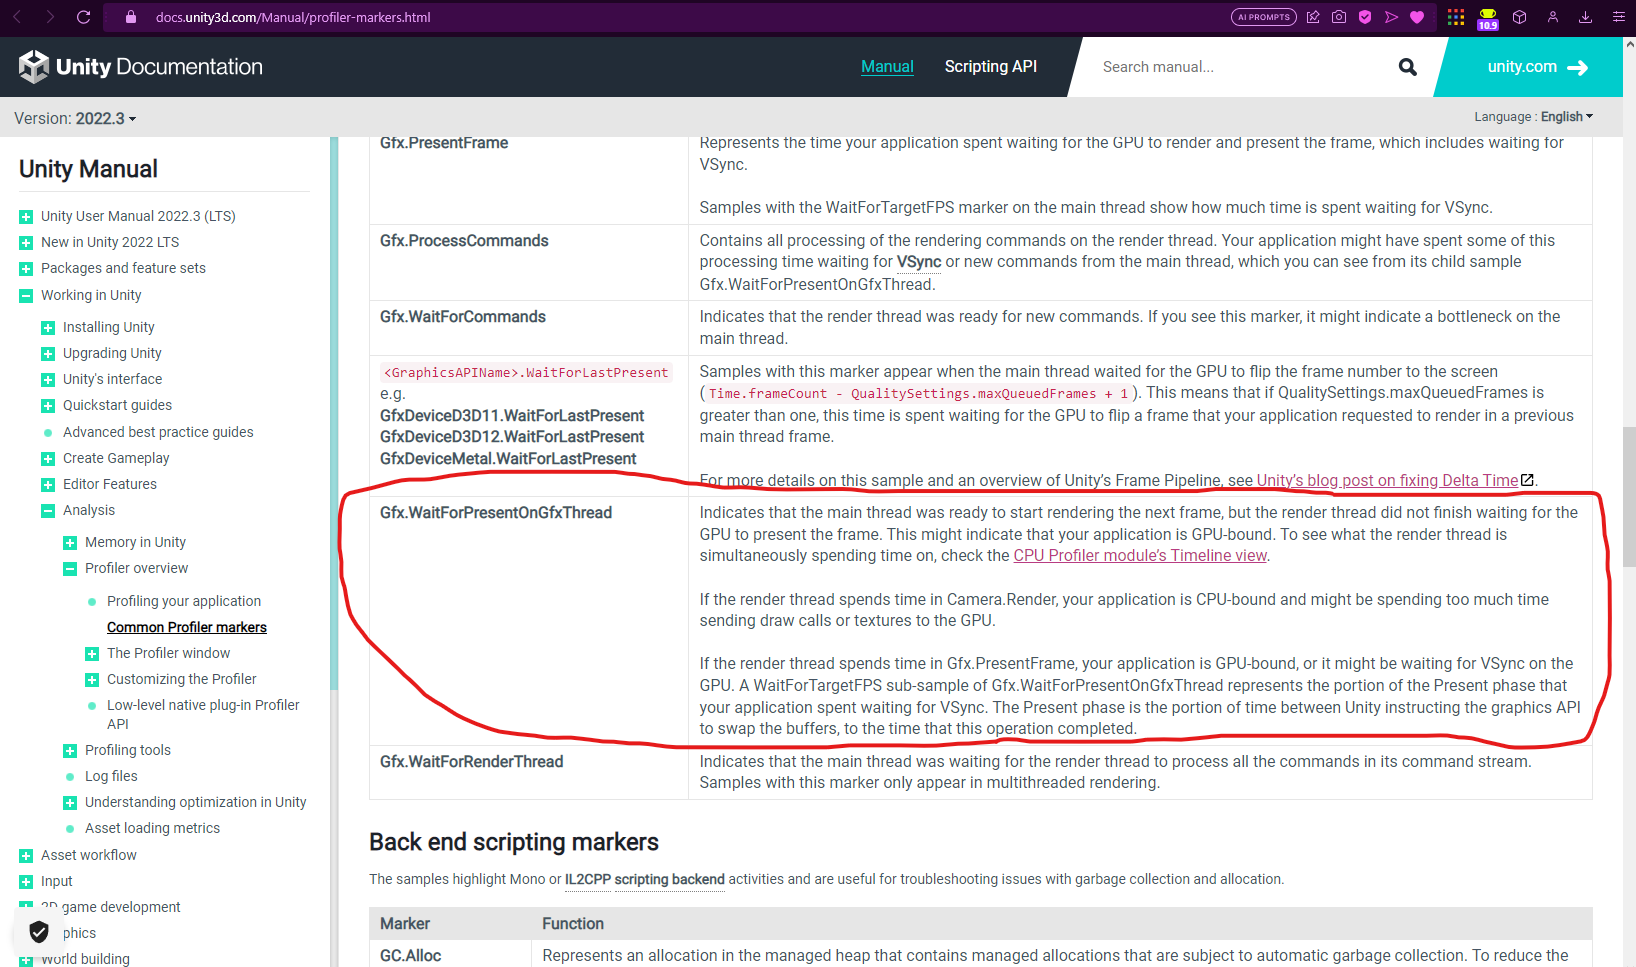 docs.unity3d.com/Manual/profiler-markers.html
AI PROMPTS
10.9
Unity Documentation
Manual
Scripting API
Search manual...
unity.com
Version: 2022.3
Language : English
Unity Manual
Unity User Manual 2022.3 (LTS)
New in Unity 2022 LTS
Packages and feature sets
Working in Unity
Installing Unity
Upgrading Unity
Unity's interface
Quickstart guides
Advanced best practice guides
Create Gameplay
Editor Features
Analysis
Memory in Unity
Profiler overview
Profiling your application
Common Profiler markers
The Profiler window
Customizing the Profiler
Low-level native plug-in Profiler
API
Profiling tools
Log files
Understanding optimization in Unity
Asset loading metrics
Asset workflow
Input
2D game development
phics
World building
Gfx.PresentFrame
Represents the time your application spent waiting for the GPU to render and present the frame, which includes waiting for
VSync.
Samples with the WaitForTargetFPS marker on the main thread show how much time is spent waiting for VSync.
Gfx.ProcessCommands
Contains all processing of the rendering commands on the render thread. Your application might have spent some of this
processing time waiting for VSync or new commands from the main thread, which you can see from its child sample
Gfx.WaitForPresentOnGfxThread.
Gfx.WaitForCommands
Indicates that the render thread was ready for new commands. If you see this marker, it might indicate a bottleneck on the
main thread.
<GraphicsAPIName>.WaitForLastPresent
e.g.
GfxDeviceD3D11.WaitForLastPresent
GfxDeviceD3D12.WaitForLastPresent
GfxDeviceMetal.WaitForLastPresent
Samples with this marker appear when the main thread waited for the GPU to flip the frame number to the screen
(Time.frameCount - QualitySettings.maxQueuedFrames + 1). This means that if QualitySettings.maxQueuedFrames is
greater than one, this time is spent waiting for the GPU to flip a frame that your application requested to render in a previous
main thread frame.
For more details on this sample and an overview of Unity's Frame Pipeline, see Unity's blog post on fixing Delta Time.
Gfx.WaitForPresentOnGfxThread
Indicates that the main thread was ready to start rendering the next frame, but the render thread did not finish waiting for the
GPU to present the frame. This might indicate that your application is GPU-bound. To see what the render thread is
simultaneously spending time on, check the CPU Profiler module's Timeline view.
If the render thread spends time in Camera.Render, your application is CPU-bound and might be spending too much time
sending draw calls or textures to the GPU.
If the render thread spends time in Gfx.PresentFrame, your application is GPU-bound, or it might be waiting for VSync on the
GPU. A WaitForTargetFPS sub-sample of Gfx.WaitForPresentOnGfxThread represents the portion of the Present phase that
your application spent waiting for VSync. The Present phase is the portion of time between Unity instructing the graphics API
to swap the buffers, to the time that this operation completed.
Gfx.WaitForRenderThread
Indicates that the main thread was waiting for the render thread to process all the commands in its command stream.
Samples with this marker only appear in multithreaded rendering.
Back end scripting markers
The samples highlight Mono or IL2CPP scripting backend activities and are useful for troubleshooting issues with garbage collection and allocation.
Marker
Function
GC.Alloc
Represents an allocation in the managed heap that contains managed allocations that are subject to automatic garbage collection. To reduce the